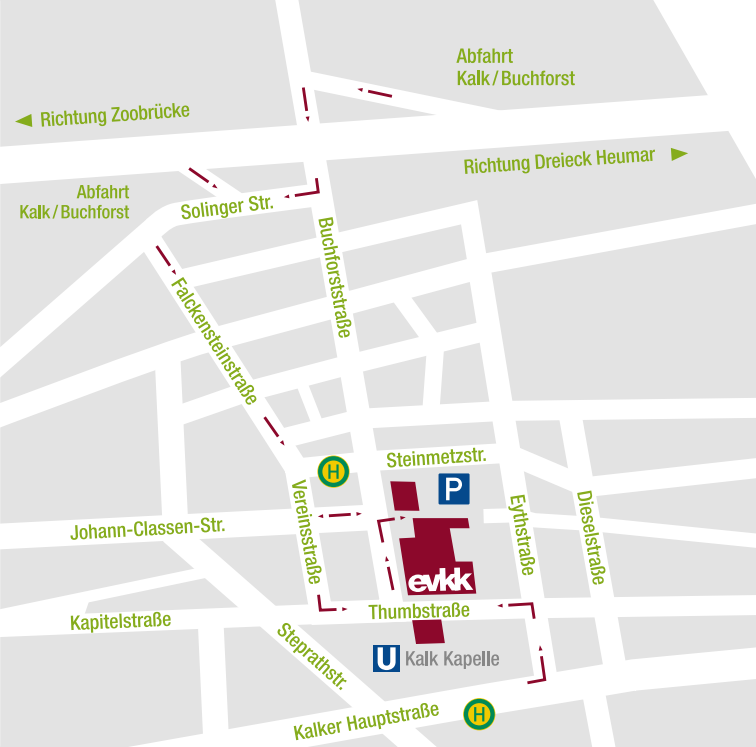 Abfahrt
Kalk / Buchforst
Richtung Zoobrücke
Richtung Dreieck Heumar
Abfahrt
Kalk / Buchforst
Solinger Str.
Buchforststraße
Falckensteinstraße
Steinmetzstr.
H
P
Vereinsstraße
Eythstraße
Dieselstraße
Johann-Classen-Str.
evkk
Thumbstraße
Kapitelstraße
Steprathstr.
U Kalk Kapelle
Kalker Hauptstraße
H